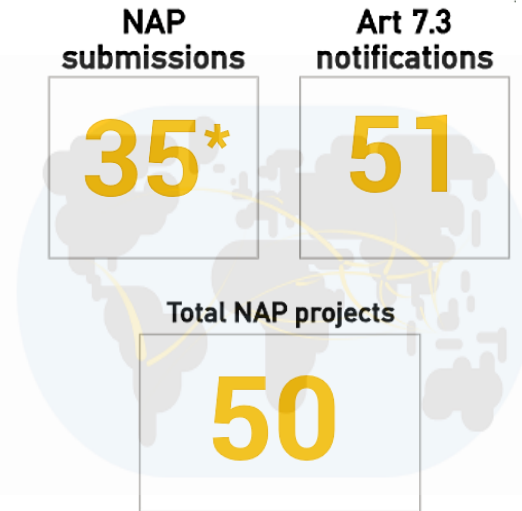 NAP
submissions
35*
Art 7.3
notifications
51
Total NAP projects
50